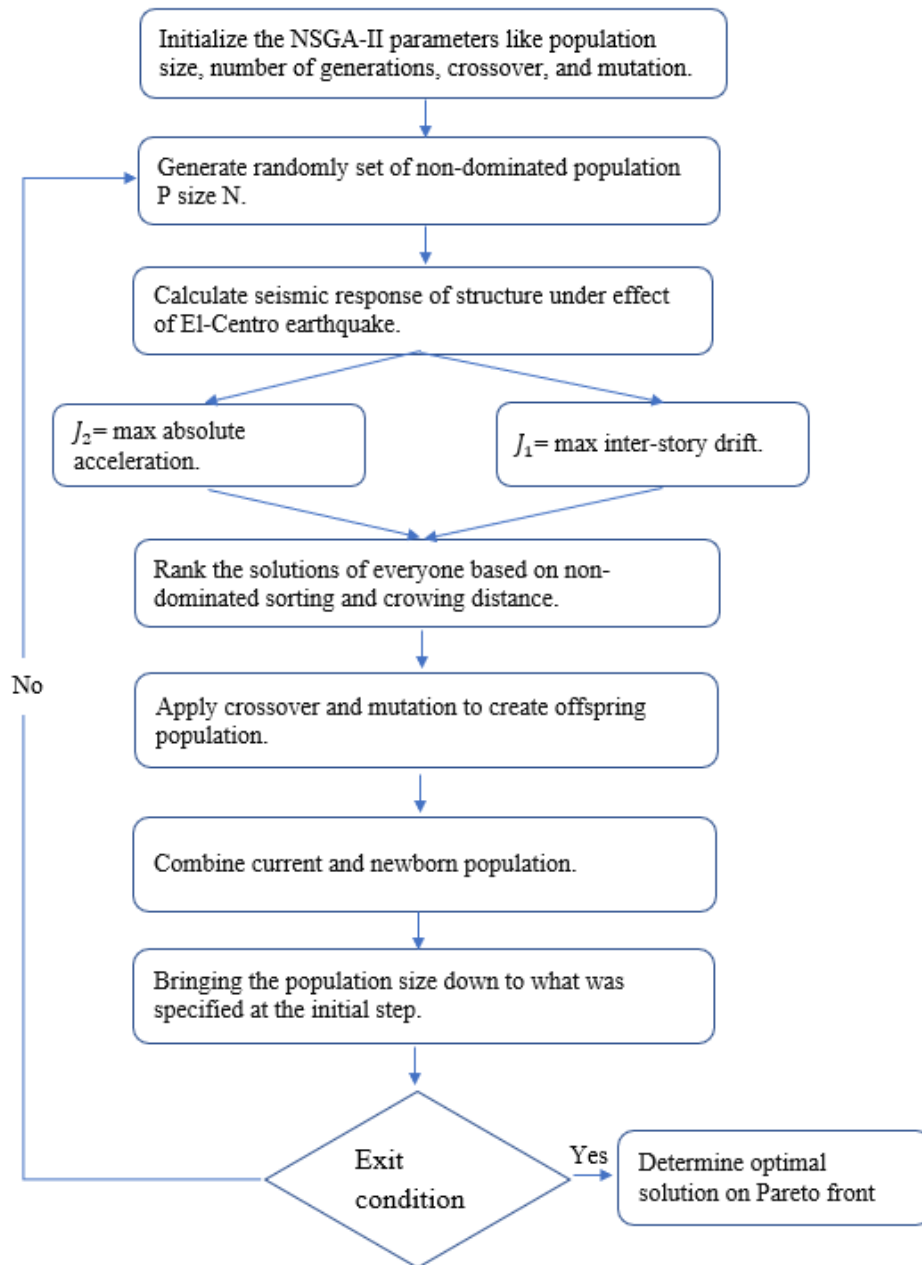 Initialize the NSGA-II parameters like population
size, number of generations, crossover, and mutation.
Generate randomly set of non-dominated population
P size N.
Calculate seismic response of structure under effect
of El-Centro earthquake.
J₂= max absolute
acceleration.
J₁= max inter-story drift.
Rank the solutions of everyone based on non-
dominated sorting and crowing distance.
No
Apply crossover and mutation to create offspring
population.
Combine current and newborn population.
Bringing the population size down to what was
specified at the initial step.
Exit
condition
Yes
Determine optimal
solution on Pareto front